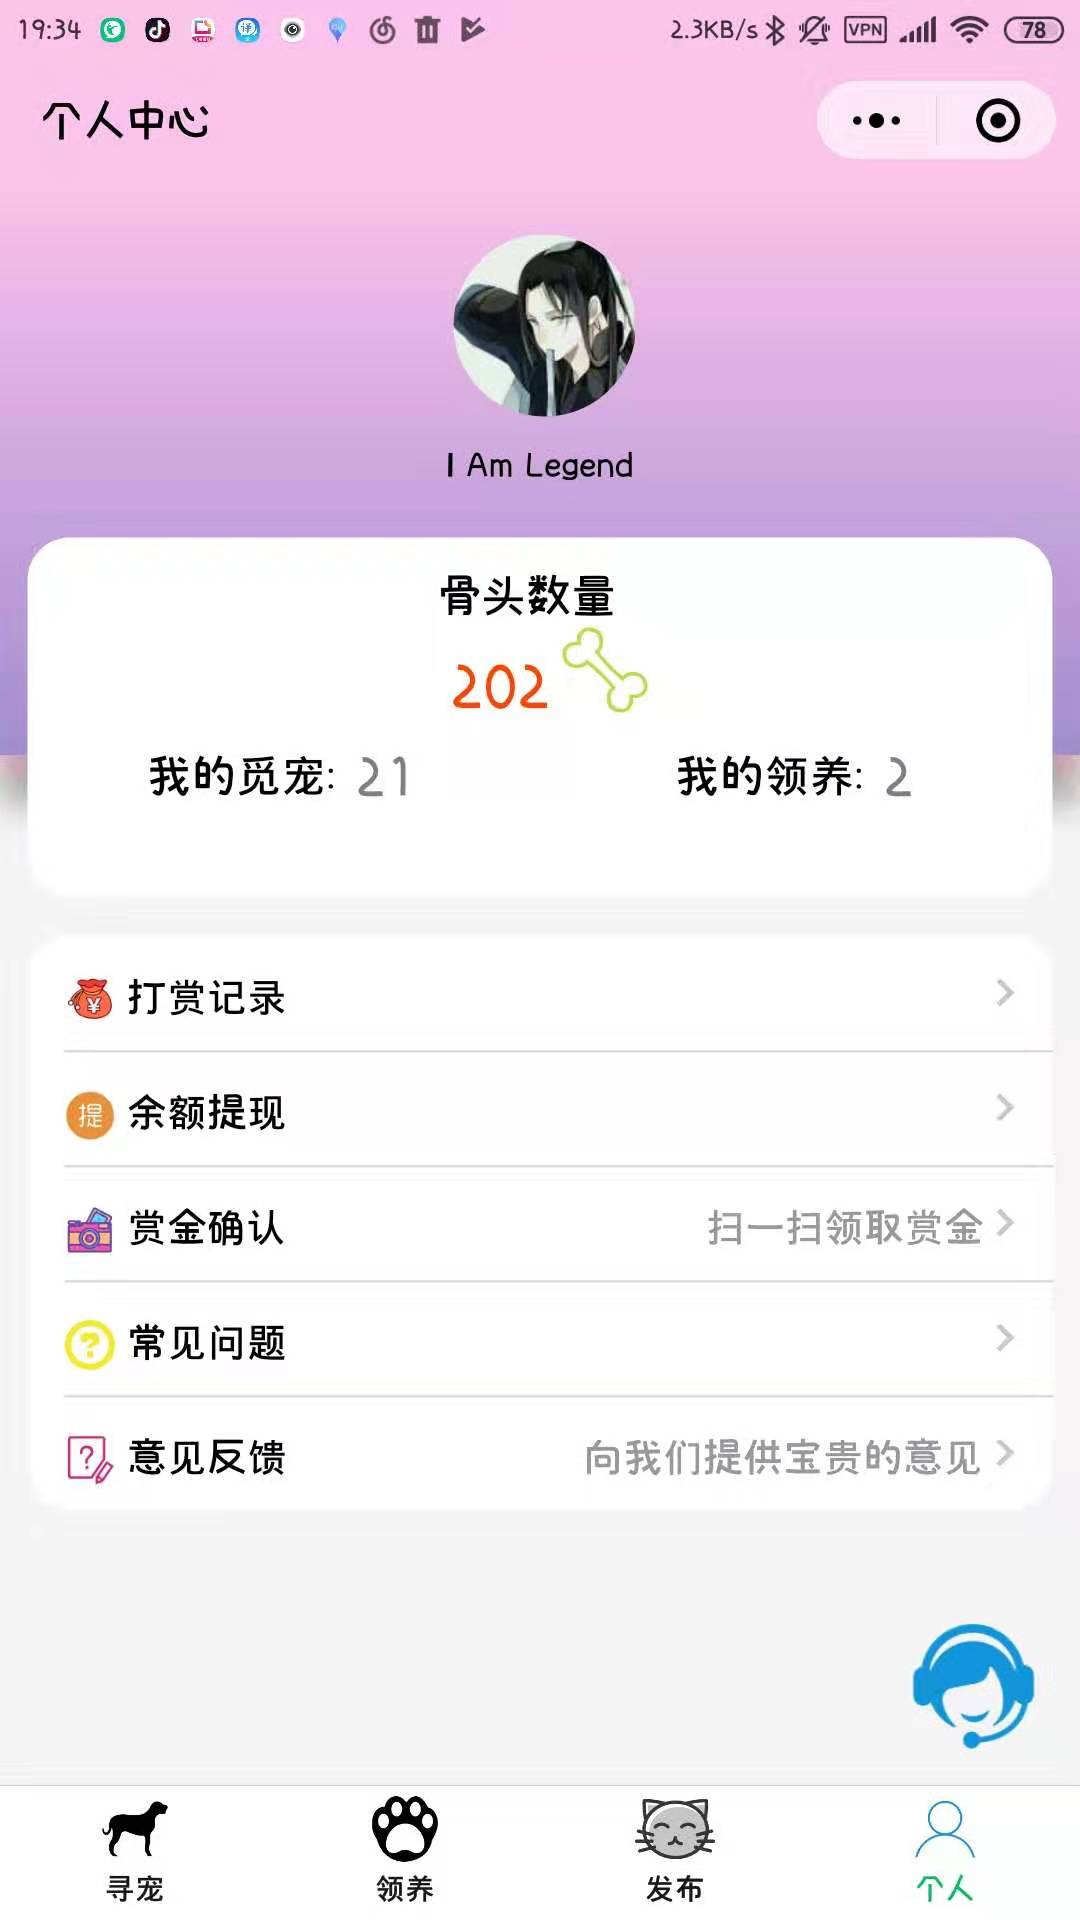 19:34 2.3KB/s VPN 78
个人中心
I Am Legend
骨头数量
202
我的觅宠: 21 我的领养: 2
打赏记录
提 余额提现
赏金确认 扫一扫领取赏金
常见问题
意见反馈 向我们提供宝贵的意见
寻宠 领养 发布 个人